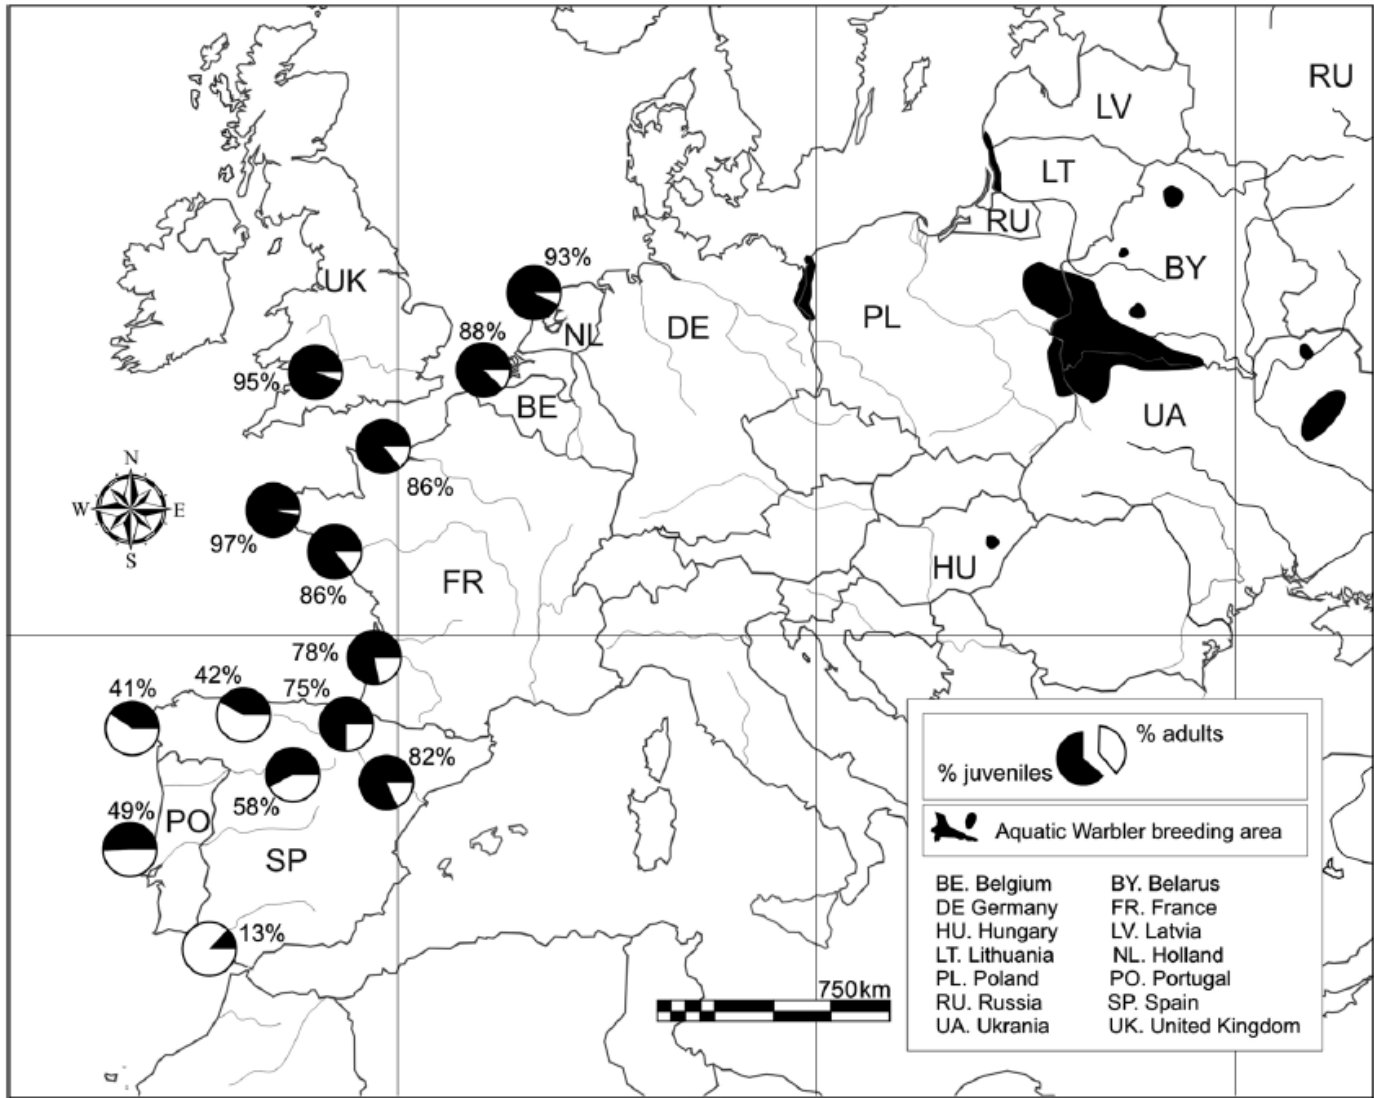 LV
RU
LT
RU
BY
UK
93%
NL
DE
PL
88%
95%
BE
UA
86%
N
W E
S
97%
86%
FR
HU
78%
42%
75%
41%
82%
58%
49%
PO
SP
13%
% adults
% juveniles
Aquatic Warbler breeding area
BE. Belgium BY. Belarus
DE Germany FR. France
HU. Hungary LV. Latvia
LT. Lithuania NL. Holland
PL. Poland PO. Portugal
RU. Russia SP. Spain
UA. Ukrania UK. United Kingdom
750km